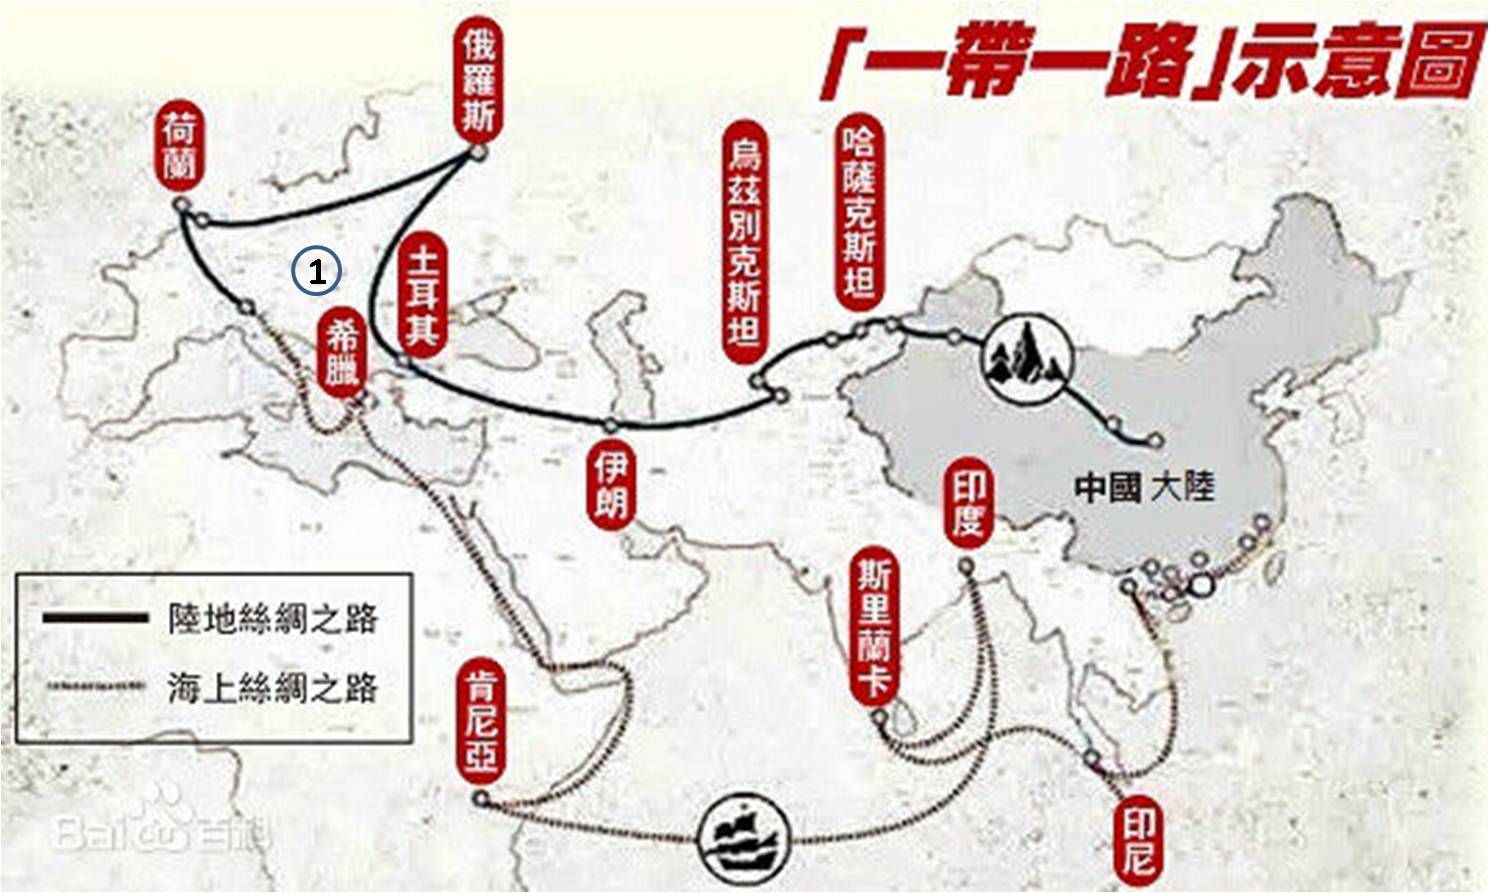 「一帶一路」示意圖
俄羅斯
荷蘭
烏茲別克斯坦
哈薩克斯坦
土耳其
1
希臘
伊朗
中國大陸
印度
斯里蘭卡
陸地絲綢之路
海上絲綢之路
肯尼亞
印尼
Bai 百科